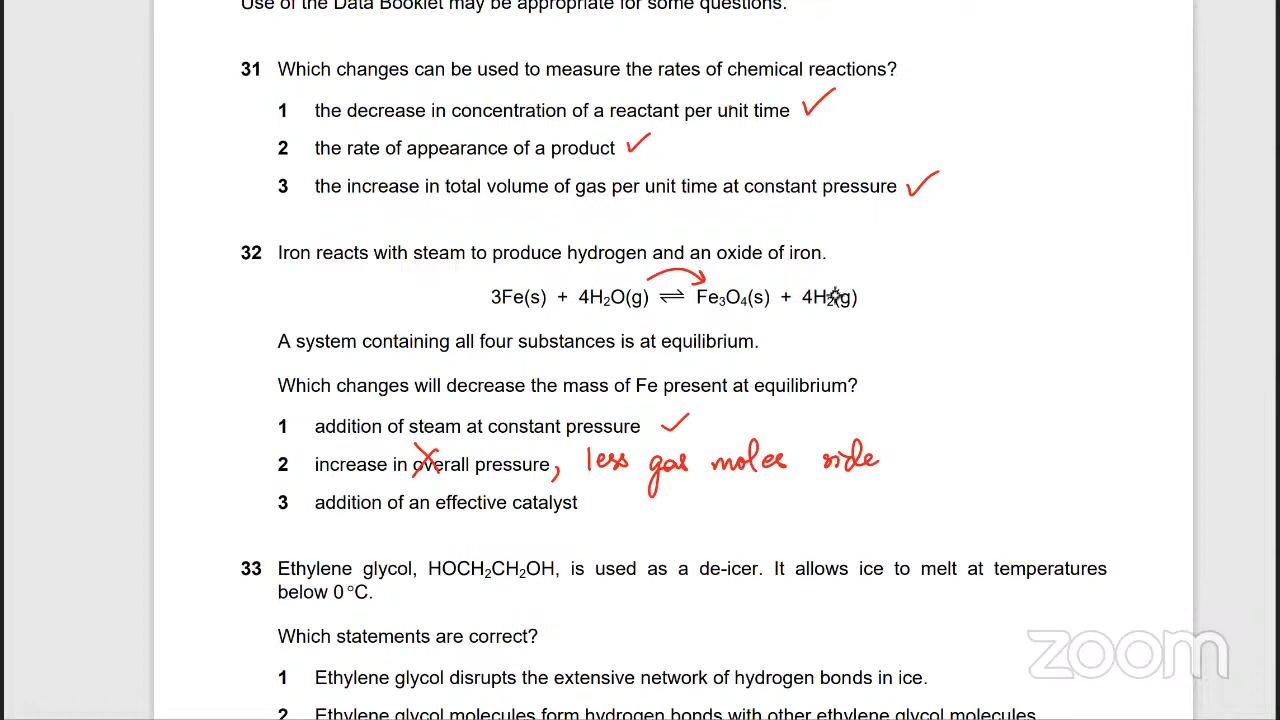 Use of the Data Booklet may be appropriate for some questions.
31 Which changes can be used to measure the rates of chemical reactions?
1 the decrease in concentration of a reactant per unit time
2 the rate of appearance of a product
3 the increase in total volume of gas per unit time at constant pressure
32 Iron reacts with steam to produce hydrogen and an oxide of iron.
3Fe(s) + 4H₂O(g) ⇌ Fe₃O₄(s) + 4H₂(g)
A system containing all four substances is at equilibrium.
Which changes will decrease the mass of Fe present at equilibrium?
1 addition of steam at constant pressure
2 increase in overall pressure , less gas moles side
3 addition of an effective catalyst
33 Ethylene glycol, HOCH₂CH₂OH, is used as a de-icer. It allows ice to melt at temperatures
below 0 °C.
Which statements are correct?
1 Ethylene glycol disrupts the extensive network of hydrogen bonds in ice.
2 Ethylene glycol molecules form hydrogen bonds with other ethylene glycol molecules.
zoom